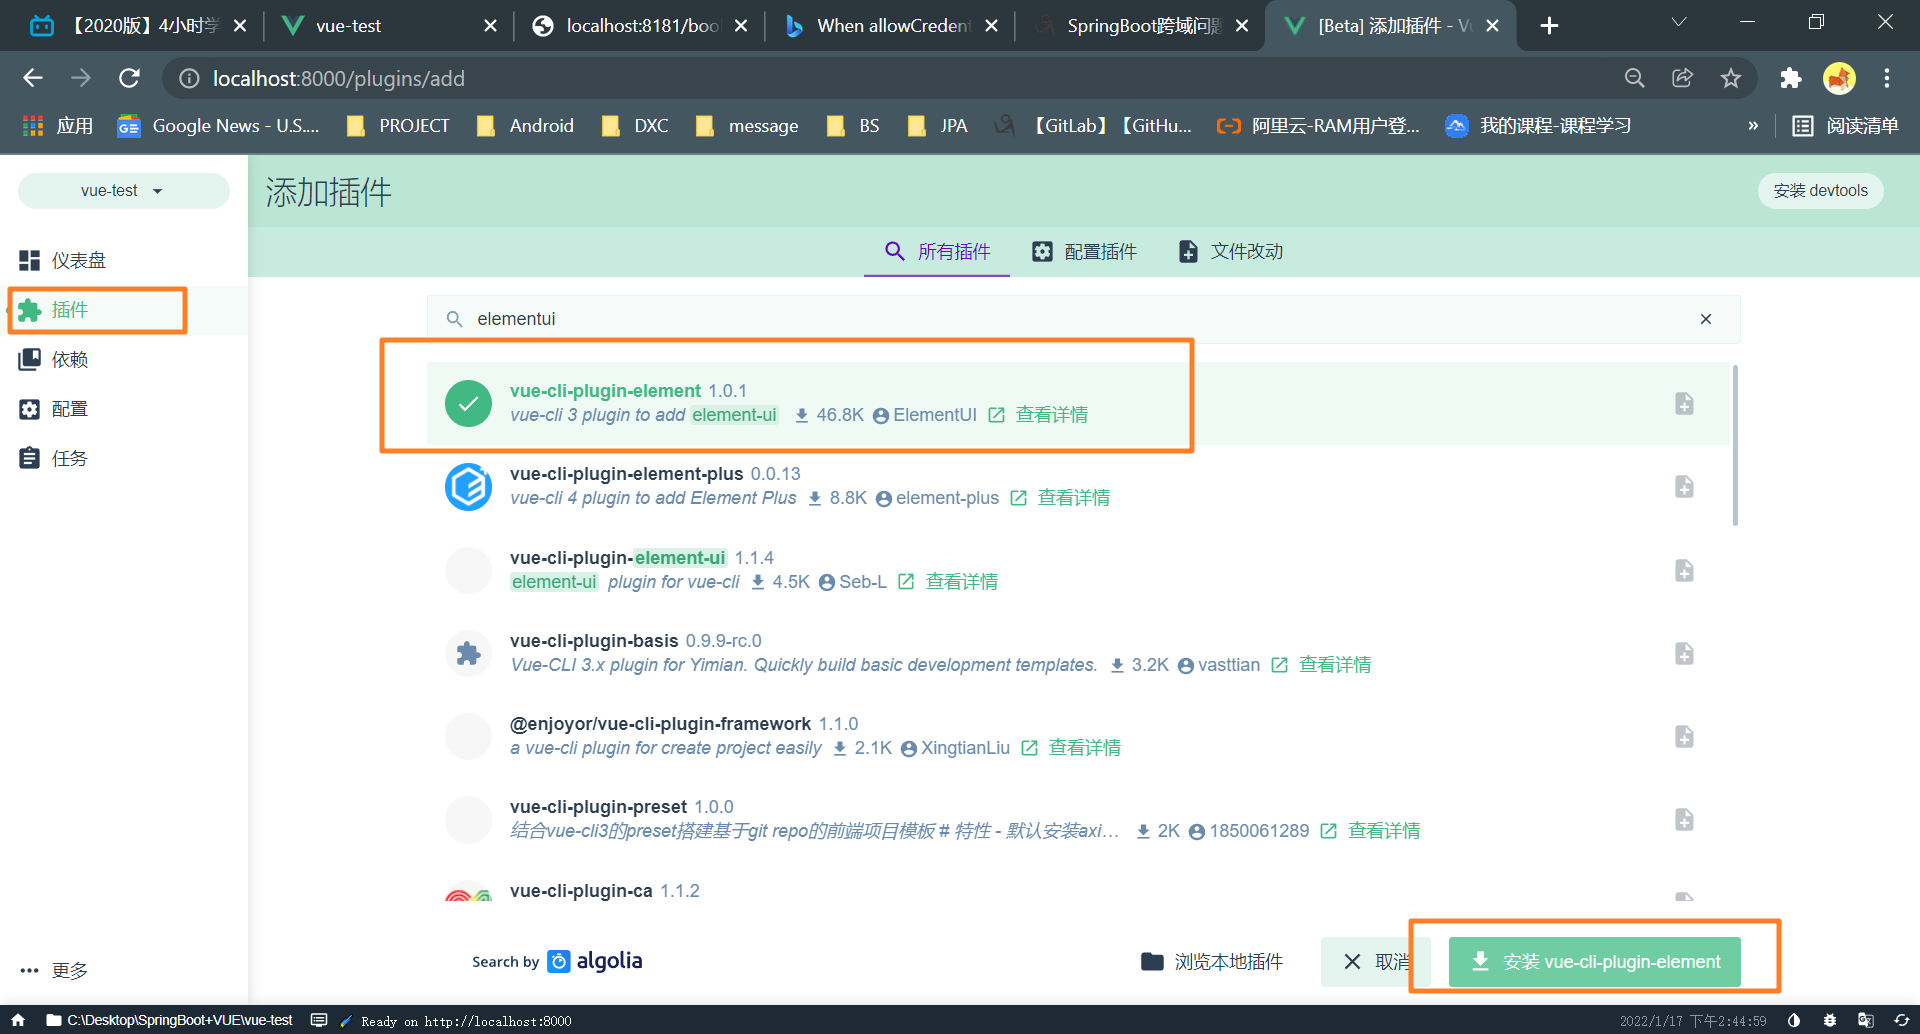 【2020版】4小时学
vue-test
localhost:8181/boo
When allowCreden
SpringBoot跨域问题
[Beta] 添加插件 - Vu
localhost:8000/plugins/add
应用
Google News - U.S....
PROJECT
Android
DXC
message
BS
JPA
【GitLab】【GitHu...
阿里云-RAM用户登...
我的课程-课程学习
»
阅读清单
vue-test
添加插件
安装 devtools
仪表盘
插件
依赖
配置
任务
所有插件
配置插件
文件改动
elementui
vue-cli-plugin-element 1.0.1
vue-cli 3 plugin to add element-ui 46.8K ElementUI 查看详情
vue-cli-plugin-element-plus 0.0.13
vue-cli 4 plugin to add Element Plus 8.8K element-plus 查看详情
vue-cli-plugin-element-ui 1.1.4
element-ui plugin for vue-cli 4.5K Seb-L 查看详情
vue-cli-plugin-basis 0.9.9-rc.0
Vue-CLI 3.x plugin for Yimian. Quickly build basic development templates. 3.2K vasttian 查看详情
@enjoyor/vue-cli-plugin-framework 1.1.0
a vue-cli plugin for create project easily 2.1K XingtianLiu 查看详情
vue-cli-plugin-preset 1.0.0
结合vue-cli3的preset搭建基于git repo的前端项目模板 # 特性 - 默认安装axi... 2K 1850061289 查看详情
vue-cli-plugin-ca 1.1.2
Search by algolia
浏览本地插件
取消
安装 vue-cli-plugin-element
更多
C:\Desktop\SpringBoot+VUE\vue-test
Ready on http://localhost:8000
2022/1/17 下午2:44:59